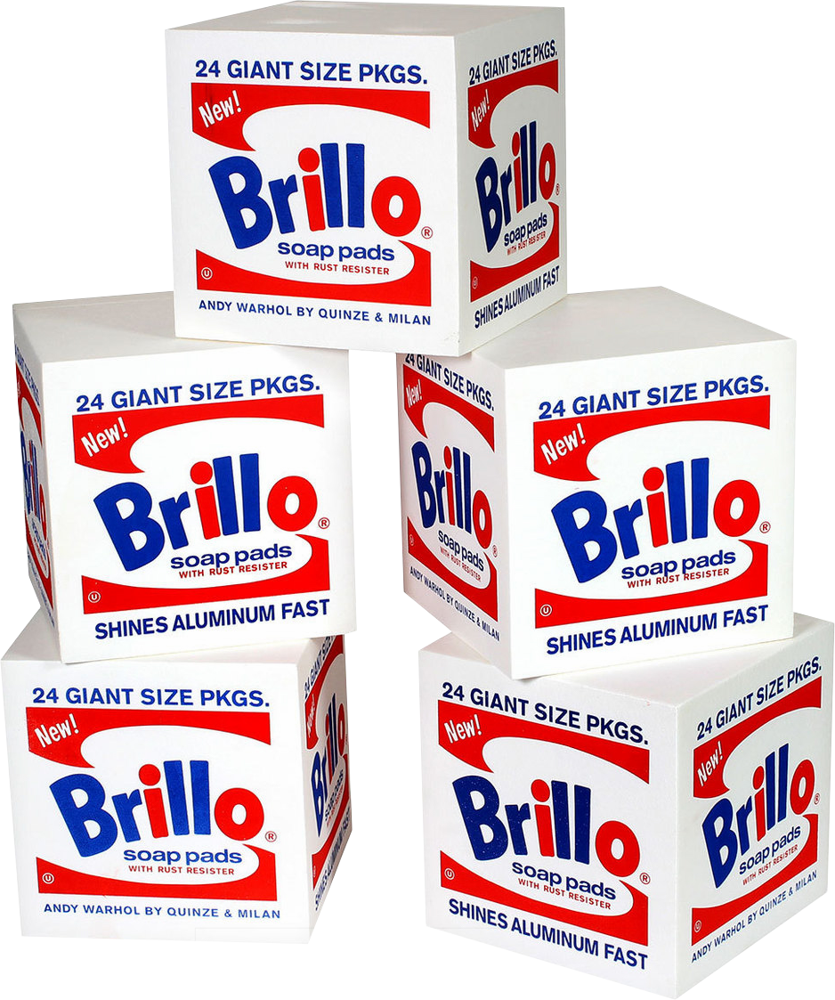 24 GIANT SIZE PKGS.
New!
Brillo
®
soap pads
WITH RUST RESISTER
U
ANDY WARHOL BY QUINZE & MILAN
24 GIANT SIZE PKGS.
New!
Brillo
®
soap pads
WITH RUST RESISTER
U
SHINES ALUMINUM FAST
24 GIANT SIZE PKGS.
New!
Brillo
®
soap pads
WITH RUST RESISTER
U
SHINES ALUMINUM FAST
24 GIANT SIZE PKGS.
New!
Brillo
®
soap pads
WITH RUST RESISTER
U
ANDY WARHOL BY QUINZE & MILAN
24 GIANT SIZE PKGS.
New!
Brillo
®
soap pads
WITH RUST RESISTER
U
SHINES ALUMINUM FAST
24 GIANT SIZE PKGS.
New!
Brillo
®
soap pads
WITH RUST RESISTER
U
ANDY WARHOL BY QUINZE & MILAN
24 GIANT SIZE PKGS.
New!
Brillo
SHINES ALUMINUM
24 GIANT SIZE PKGS.
New!
Brillo
®
soap pads
WITH RUST RESISTER
U
SHINES ALUMINUM FAST
24 GIANT SIZE PKGS.
New!
Brillo
®
soap pads
WITH RUST RESISTER
U
ANDY WARHOL BY QUINZE & MILAN